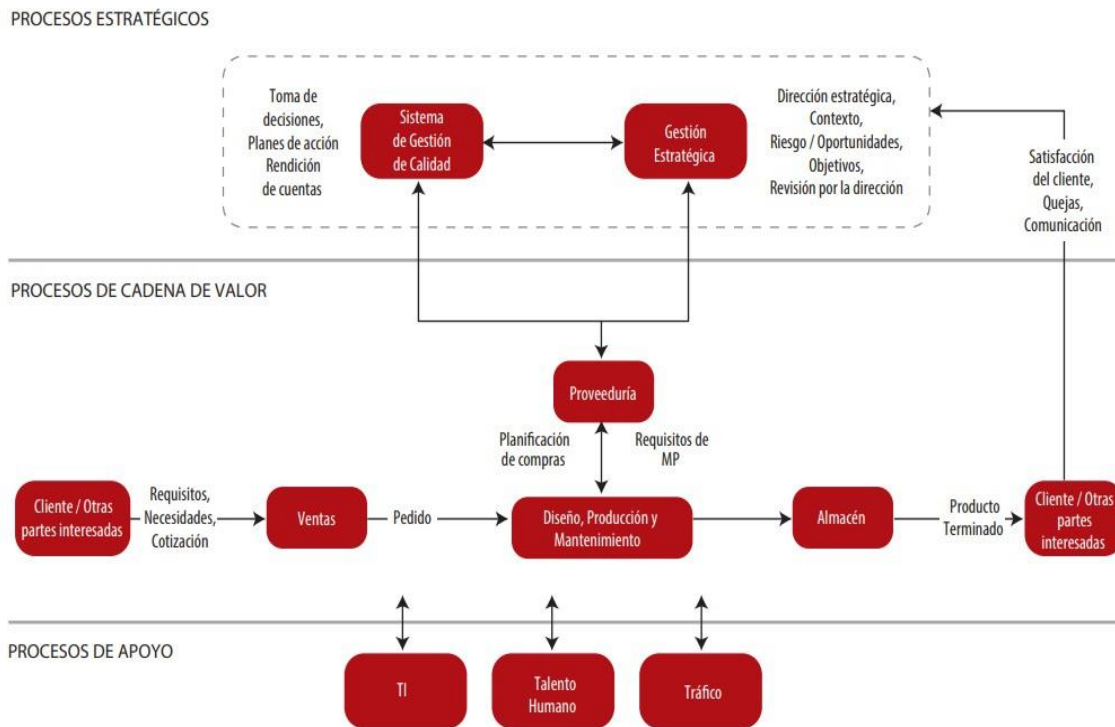 PROCESOS ESTRATÉGICOS
Toma de
decisiones,
Planes de acción
Rendición
de cuentas
Sistema
de Gestión
de Calidad
Gestión
Estratégica
Dirección estratégica,
Contexto,
Riesgo / Oportunidades,
Objetivos,
Revisión por la dirección
Satisfacción
del cliente,
Quejas,
Comunicación
PROCESOS DE CADENA DE VALOR
Proveeduría
Planificación
de compras
Requisitos de
MP
Cliente / Otras
partes interesadas
Requisitos,
Necesidades,
Cotización
Ventas
Pedido
Diseño, Producción y
Mantenimiento
Almacén
Producto
Terminado
Cliente / Otras
partes
interesadas
PROCESOS DE APOYO
TI
Talento
Humano
Tráfico